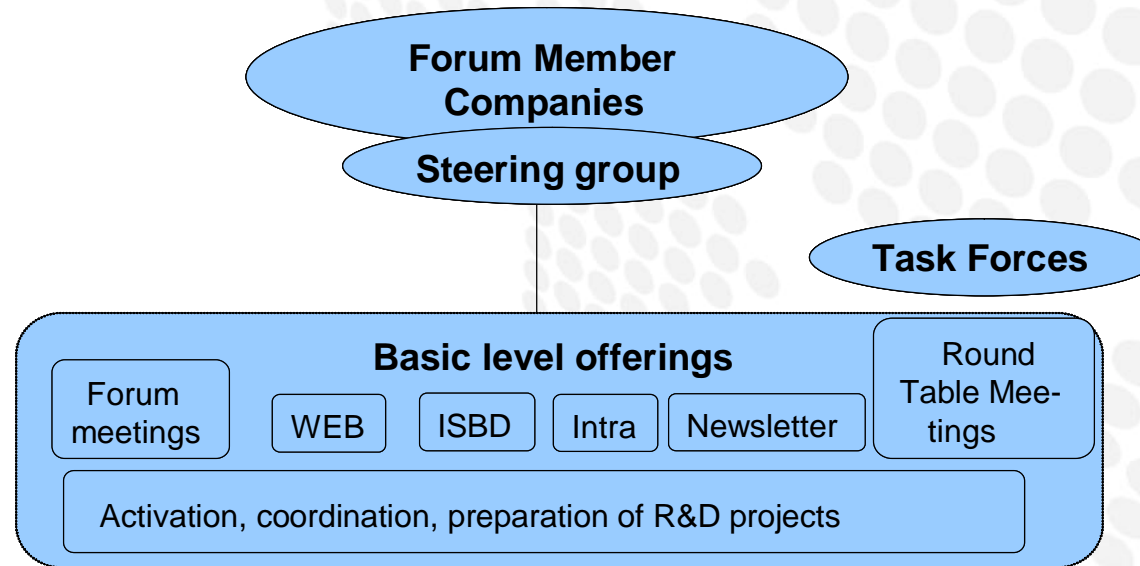 Forum Member
Companies
Steering group
Task Forces
Basic level offerings
Forum
meetings
WEB
ISBD
Intra
Newsletter
Round
Table Mee-
tings
Activation, coordination, preparation of R&D projects